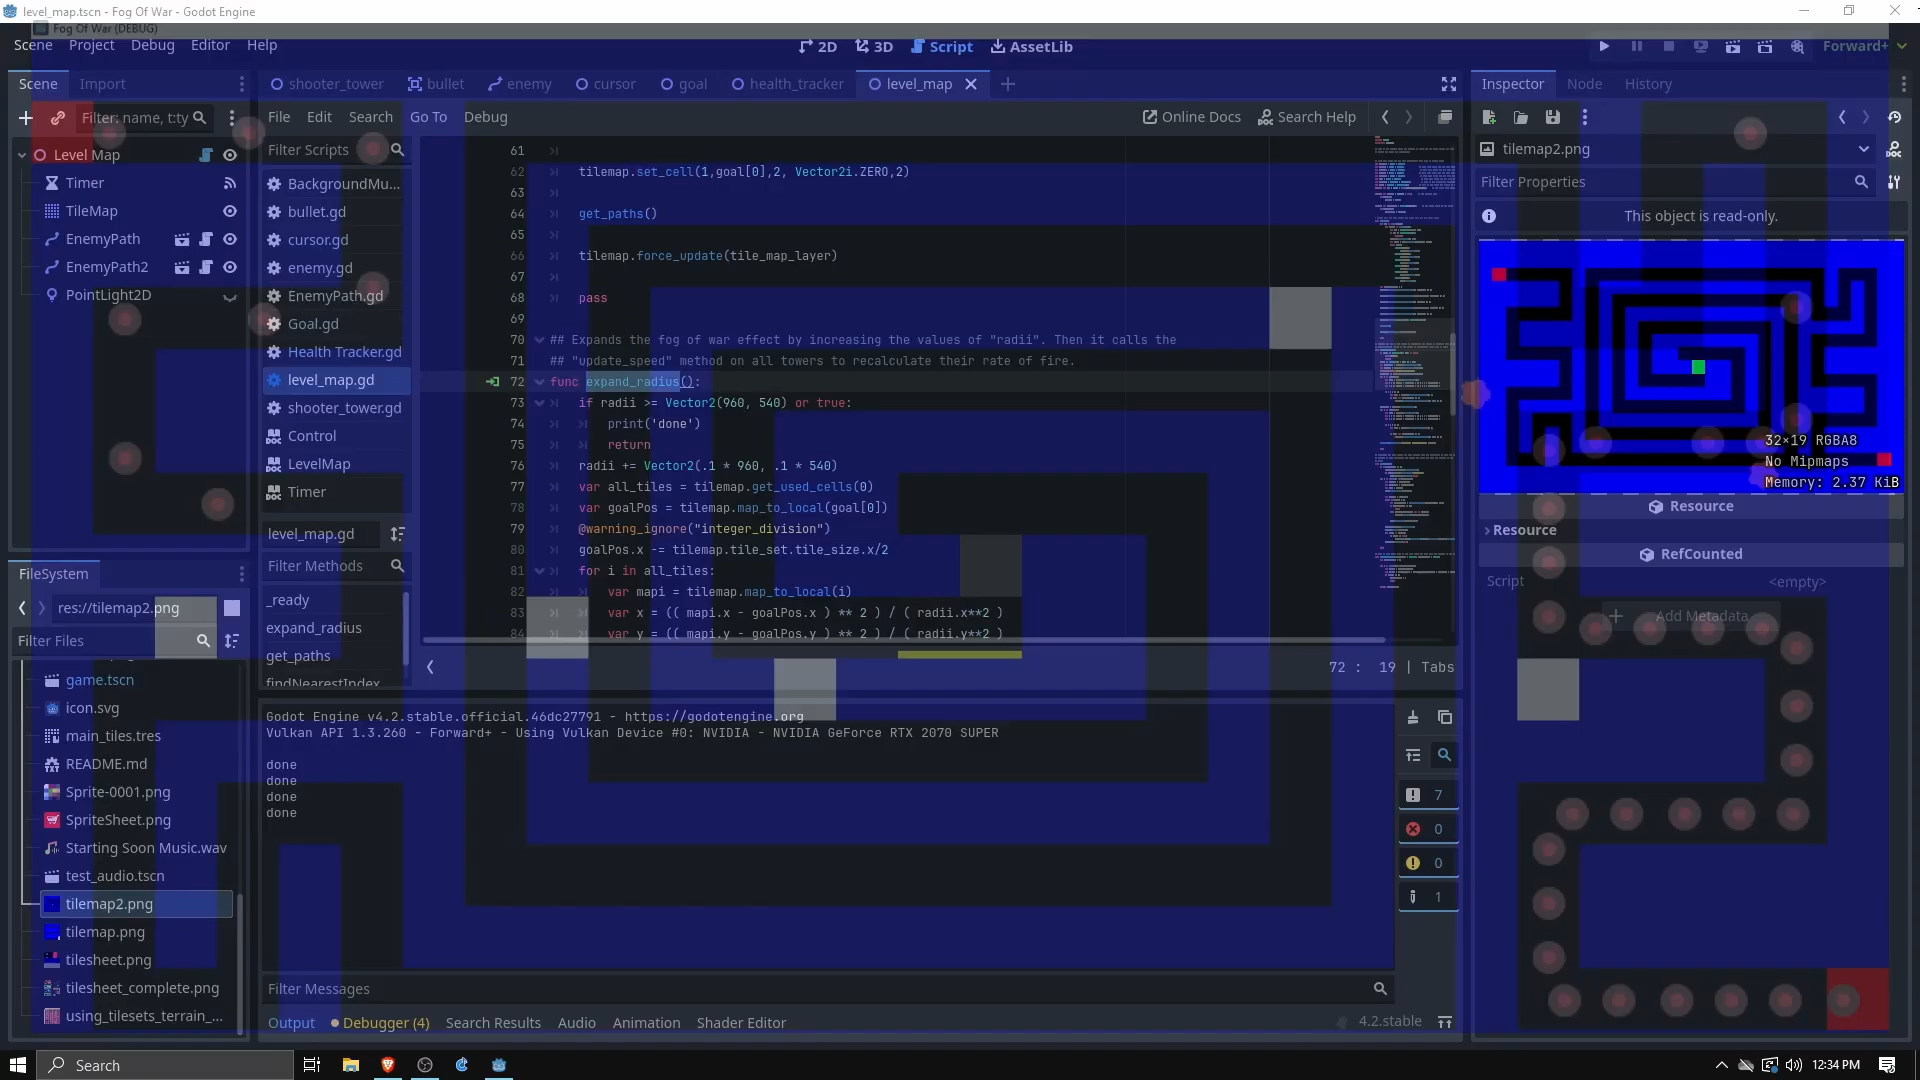 level_map.tscn - Fog Of War - Godot Engine
Fog Of War (DEBUG)
Scene Project Debug Editor Help
2D 3D Script AssetLib
Forward+
Scene Import
shooter_tower bullet enemy cursor goal health_tracker level_map
Inspector Node History
Filter: name, t:ty
File Edit Search Go To Debug
Online Docs Search Help
Level Map
Timer
TileMap
EnemyPath
EnemyPath2
PointLight2D
Filter Scripts
BackgroundMu...
bullet.gd
cursor.gd
enemy.gd
EnemyPath.gd
Goal.gd
Health Tracker.gd
level_map.gd
shooter_tower.gd
Control
LevelMap
Timer
level_map.gd
Filter Methods
_ready
expand_radius
get_paths
findNearestIndex
61
62 tilemap.set_cell(1,goal[0],2, Vector2i.ZERO,2)
63
64 get_paths()
65
66 tilemap.force_update(tile_map_layer)
67
68 pass
69
70 ## Expands the fog of war effect by increasing the values of "radii". Then it calls the
71 ## "update_speed" method on all towers to recalculate their rate of fire.
72 func expand_radius():
73 if radii >= Vector2(960, 540) or true:
74 print('done')
75 return
76 radii += Vector2(.1 * 960, .1 * 540)
77 var all_tiles = tilemap.get_used_cells(0)
78 var goalPos = tilemap.map_to_local(goal[0])
79 @warning_ignore("integer_division")
80 goalPos.x -= tilemap.tile_set.tile_size.x/2
81 for i in all_tiles:
82 var mapi = tilemap.map_to_local(i)
83 var x = (( mapi.x - goalPos.x ) ** 2 ) / ( radii.x**2 )
84 var y = (( mapi.y - goalPos.y ) ** 2 ) / ( radii.y**2 )
72 : 19 | Tabs
tilemap2.png
Filter Properties
This object is read-only.
32×19 RGBA8
No Mipmaps
Memory: 2.37 KiB
Resource
Resource
RefCounted
Script <empty>
Add Metadata
FileSystem
res://tilemap2.png
Filter Files
game.tscn
icon.svg
main_tiles.tres
README.md
Sprite-0001.png
SpriteSheet.png
Starting Soon Music.wav
test_audio.tscn
tilemap2.png
tilemap.png
tilesheet.png
tilesheet_complete.png
using_tilesets_terrain_...
Godot Engine v4.2.stable.official.46dc27791 - https://godotengine.org
Vulkan API 1.3.260 - Forward+ - Using Vulkan Device #0: NVIDIA - NVIDIA GeForce RTX 2070 SUPER
done
done
done
done
7
0
0
1
Filter Messages
Output Debugger (4) Search Results Audio Animation Shader Editor
4.2.stable
Search
12:34 PM